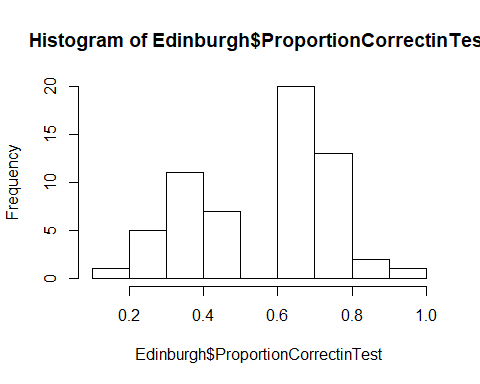 Histogram of Edinburgh$ProportionCorrectinTes
Frequency
20
15
10
5
0
0.2 0.4 0.6 0.8 1.0
Edinburgh$ProportionCorrectinTest